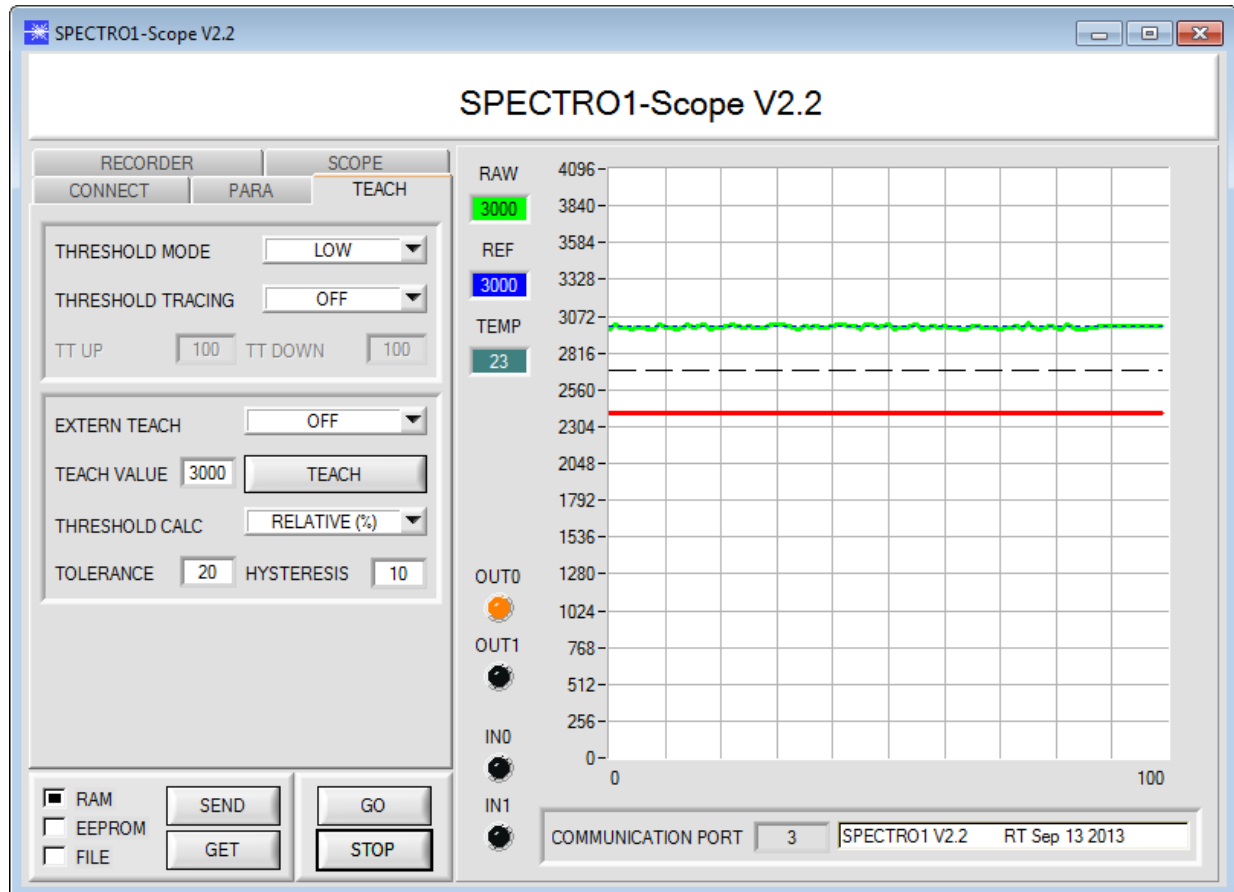 SPECTRO1-Scope V2.2
SPECTRO1-Scope V2.2
RECORDER SCOPE
CONNECT PARA TEACH
THRESHOLD MODE LOW
THRESHOLD TRACING OFF
TT UP 100 TT DOWN 100
EXTERN TEACH OFF
TEACH VALUE 3000 TEACH
THRESHOLD CALC RELATIVE (%)
TOLERANCE 20 HYSTERESIS 10
RAM
EEPROM
FILE
SEND
GET
GO
STOP
RAW
3000
REF
3000
TEMP
23
OUT0
OUT1
IN0
IN1
4096
3840
3584
3328
3072
2816
2560
2304
2048
1792
1536
1280
1024
768
512
256
0
0 100
COMMUNICATION PORT 3 SPECTRO1 V2.2 RT Sep 13 2013